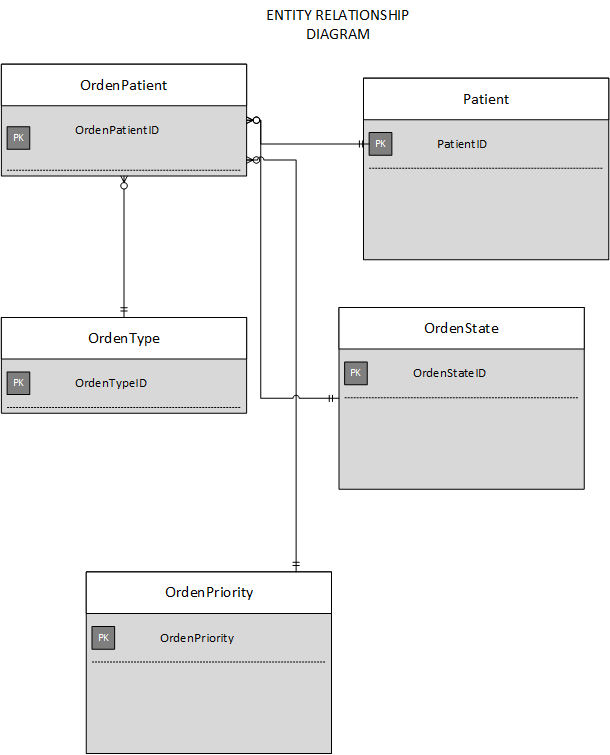 ENTITY RELATIONSHIP
DIAGRAM
OrdenPatient
PK
OrdenPatientID
Patient
PK
PatientID
OrdenType
PK
OrdenTypeID
OrdenState
PK
OrdenStateID
OrdenPriority
PK
OrdenPriority